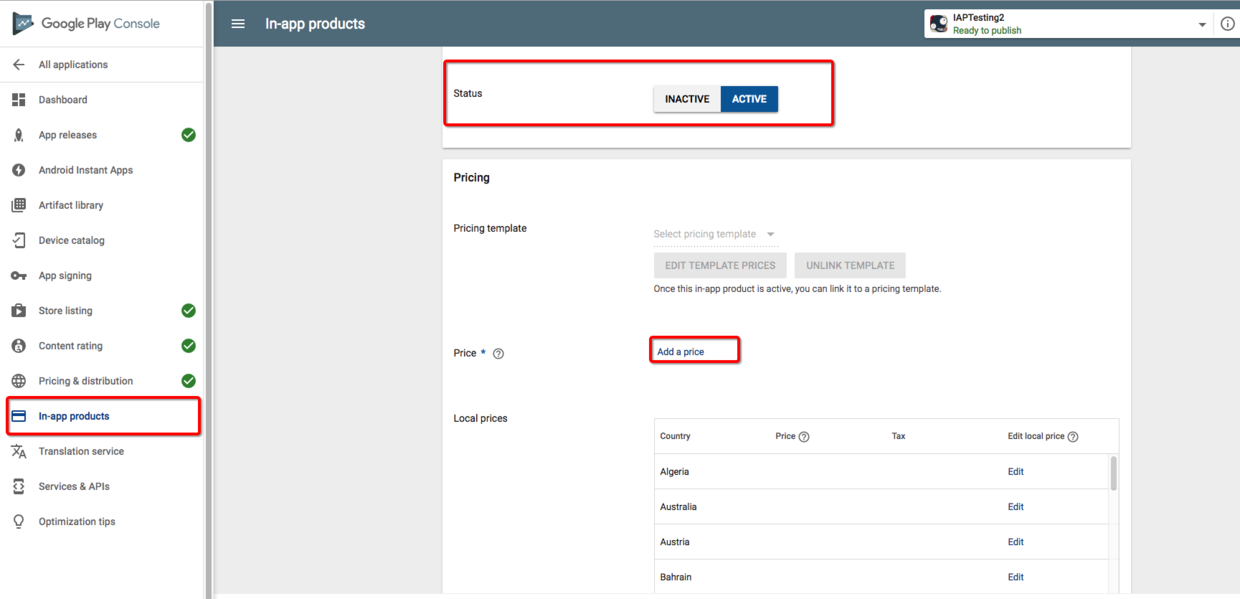 Google Play Console
In-app products
IAPTesting2
Ready to publish
All applications
Dashboard
App releases
Android Instant Apps
Artifact library
Device catalog
App signing
Store listing
Content rating
Pricing & distribution
In-app products
Translation service
Services & APIs
Optimization tips
Status
INACTIVE ACTIVE
Pricing
Pricing template
Select pricing template
EDIT TEMPLATE PRICES UNLINK TEMPLATE
Once this in-app product is active, you can link it to a pricing template.
Price * ?
Add a price
Local prices
Country Price ? Tax Edit local price ?
Algeria Edit
Australia Edit
Austria Edit
Bahrain Edit